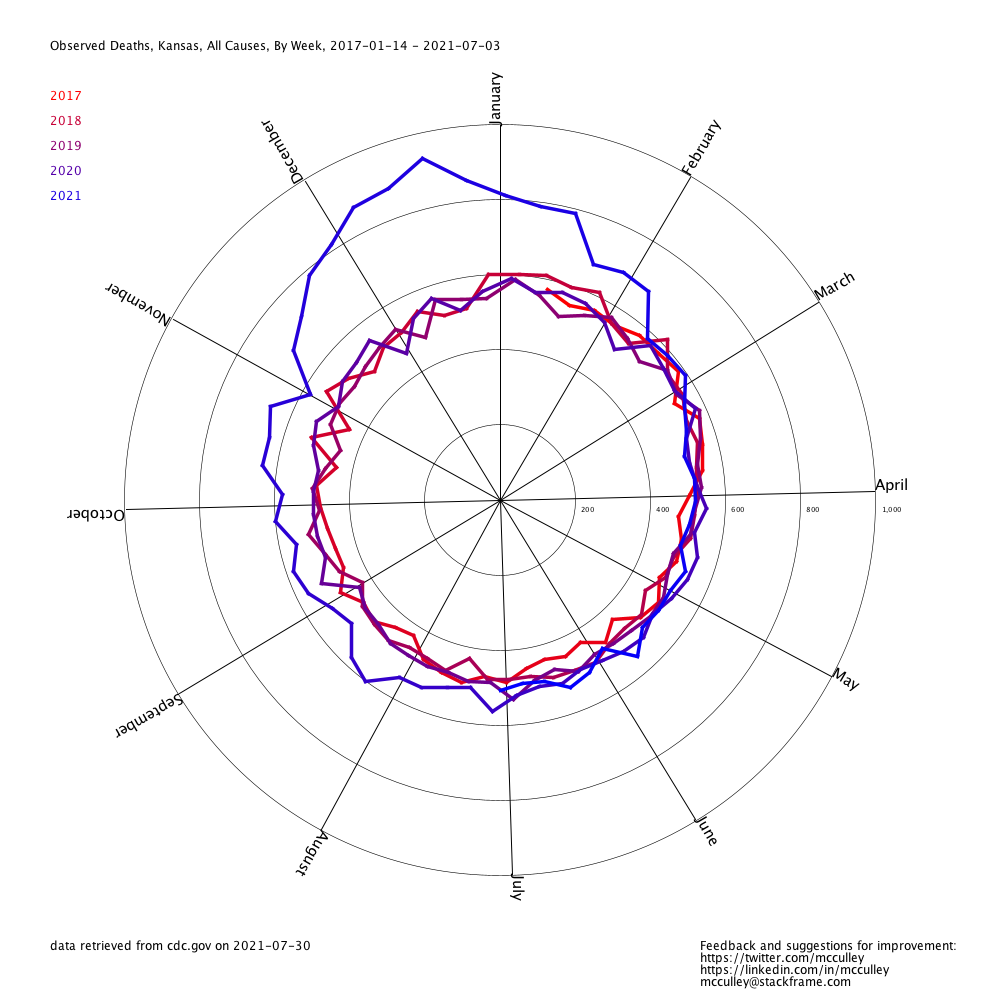 Observed Deaths, Kansas, All Causes, By Week, 2017-01-14 - 2021-07-03
2017
2018
2019
2020
2021
January
February
March
April
May
June
July
August
September
October
November
December
200
400
600
800
1,000
data retrieved from cdc.gov on 2021-07-30
Feedback and suggestions for improvement:
https://twitter.com/mcculley
https://linkedin.com/in/mcculley
mcculley@stackframe.com